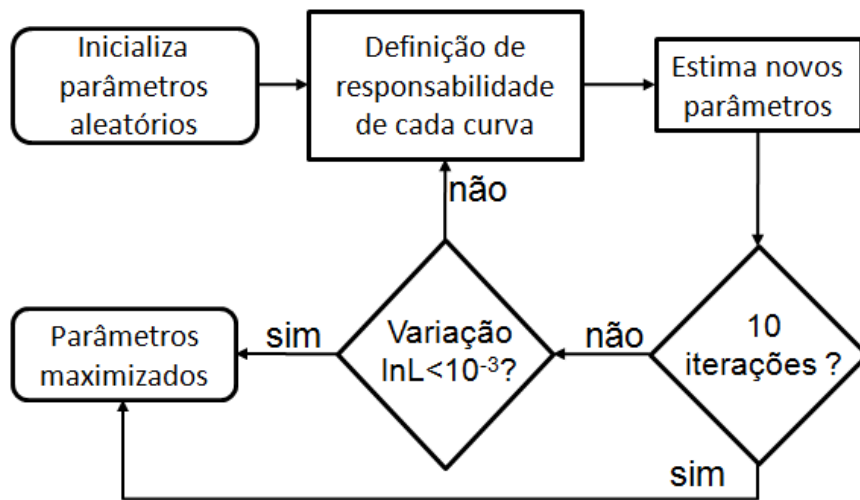 Inicializa
parâmetros
aleatórios
Definição de
responsabilidade
de cada curva
Estima novos
parâmetros
não
10
iterações ?
não
Variação
lnL<10⁻³?
sim
Parâmetros
maximizados
sim